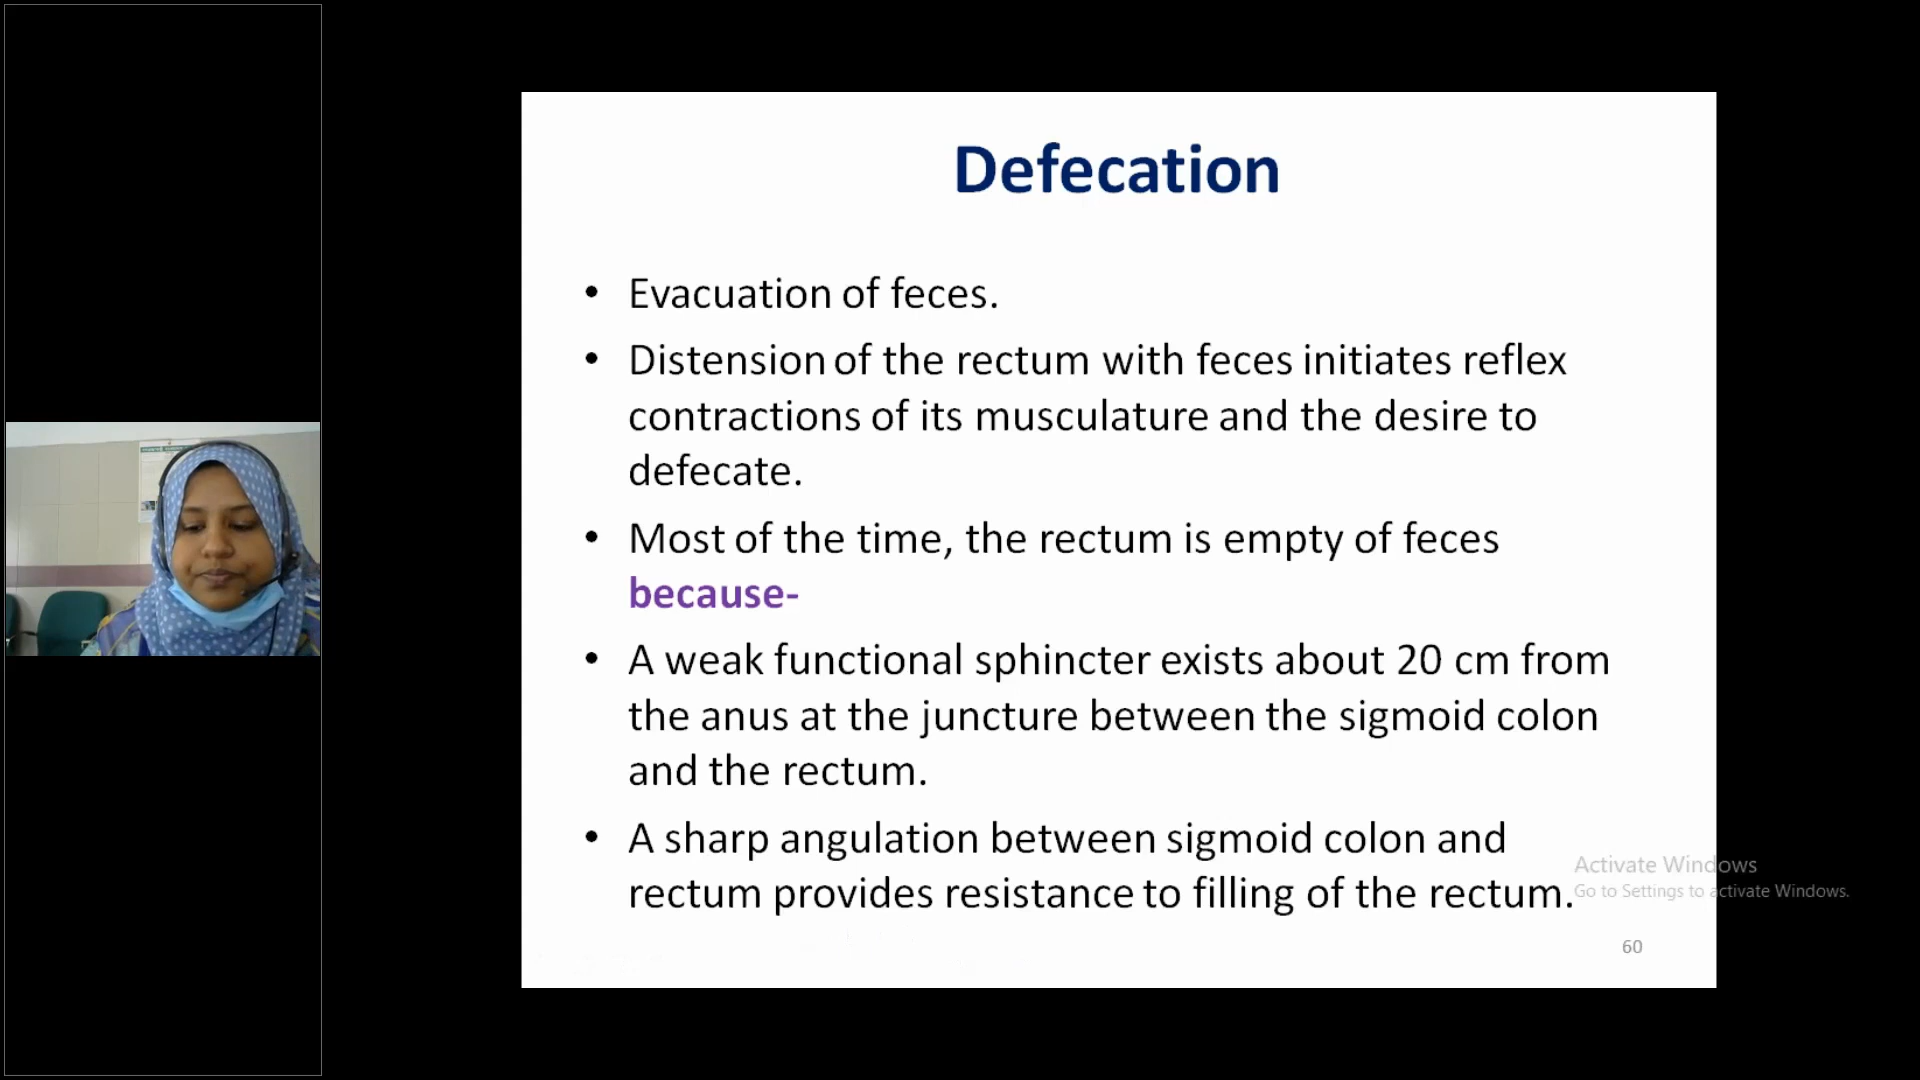 Defecation
• Evacuation of feces.
• Distension of the rectum with feces initiates reflex
contractions of its musculature and the desire to
defecate.
• Most of the time, the rectum is empty of feces
because-
• A weak functional sphincter exists about 20 cm from
the anus at the juncture between the sigmoid colon
and the rectum.
• A sharp angulation between sigmoid colon and
rectum provides resistance to filling of the rectum.
Activate Windows
Go to Settings to activate Windows.
60